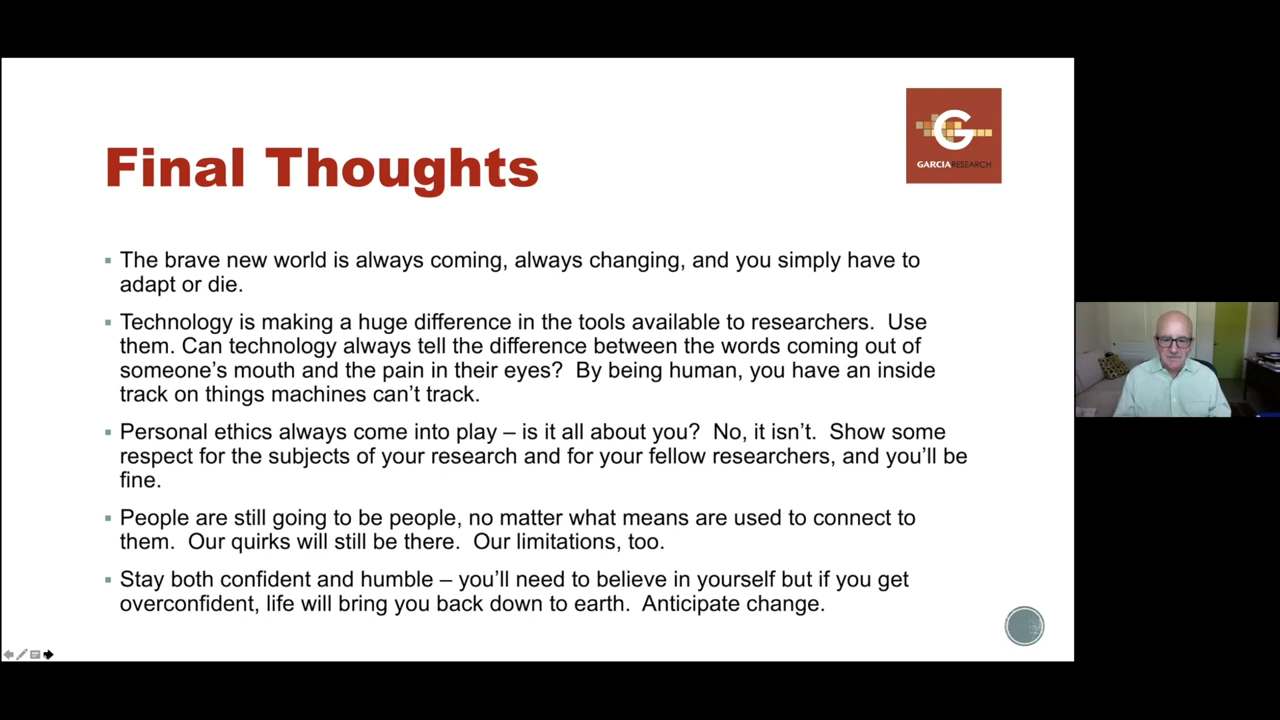 G
GARCIARESEARCH
Final Thoughts
The brave new world is always coming, always changing, and you simply have to
adapt or die.
Technology is making a huge difference in the tools available to researchers.  Use
them. Can technology always tell the difference between the words coming out of
someone’s mouth and the pain in their eyes?  By being human, you have an inside
track on things machines can’t track.
Personal ethics always come into play – is it all about you?  No, it isn’t.  Show some
respect for the subjects of your research and for your fellow researchers, and you’ll be
fine.
People are still going to be people, no matter what means are used to connect to
them.  Our quirks will still be there.  Our limitations, too.
Stay both confident and humble – you’ll need to believe in yourself but if you get
overconfident, life will bring you back down to earth.  Anticipate change.